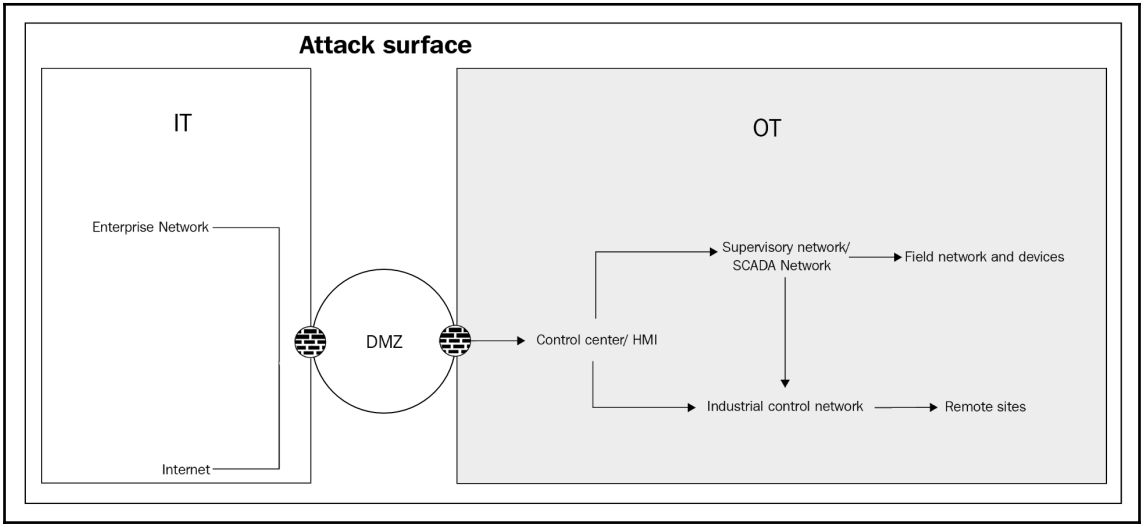 Attack surface
IT
OT
Enterprise Network
Supervisory network/
SCADA Network
Field network and devices
DMZ
Control center/ HMI
Industrial control network
Remote sites
Internet